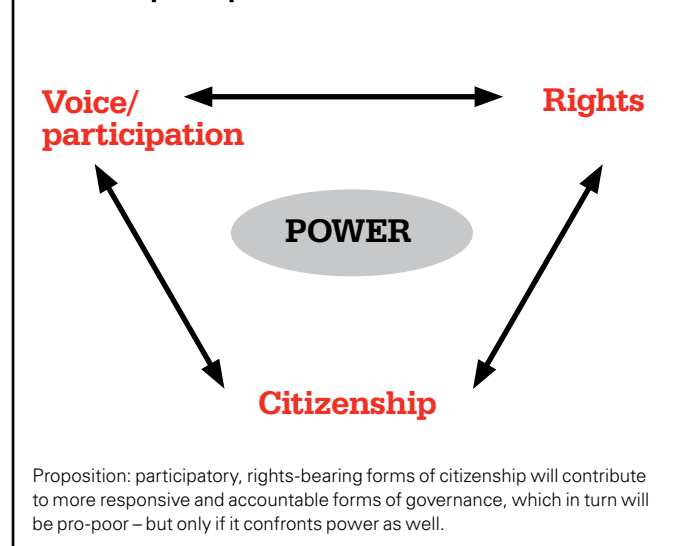 Voice/
participation
Rights
POWER
Citizenship
Proposition: participatory, rights-bearing forms of citizenship will contribute
to more responsive and accountable forms of governance, which in turn will
be pro-poor – but only if it confronts power as well.